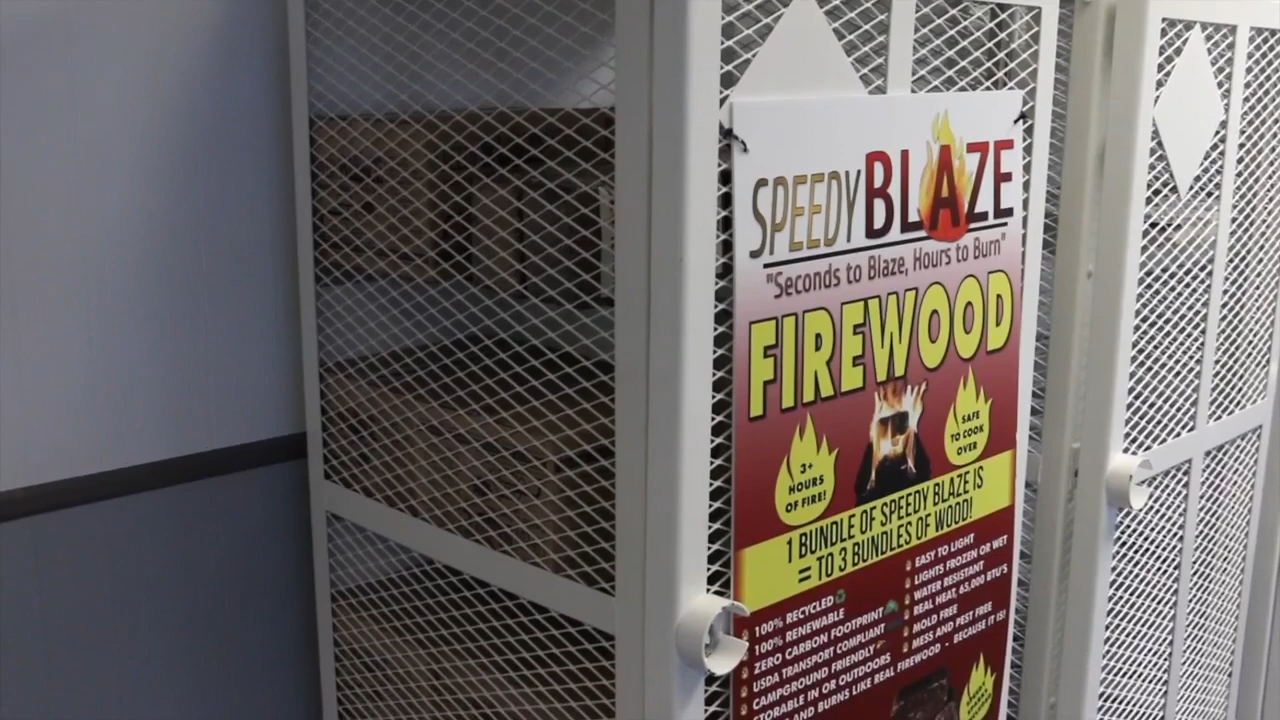 SPEEDY BLAZE
"Seconds to Blaze, Hours to Burn"
FIREWOOD
3+
HOURS
OF FIRE!
SAFE
TO COOK
OVER
1 BUNDLE OF SPEEDY BLAZE IS
= TO 3 BUNDLES OF WOOD!
100% RECYCLED
100% RENEWABLE
ZERO CARBON FOOTPRINT
USDA TRANSPORT COMPLIANT
CAMPGROUND FRIENDLY
STORABLE IN OR OUTDOORS
EASY TO LIGHT
LIGHTS FROZEN OR WET
WATER RESISTANT
REAL HEAT, 65,000 BTU'S
MOLD FREE
MESS AND PEST FREE
AND BURNS LIKE REAL FIREWOOD - BECAUSE IT IS!